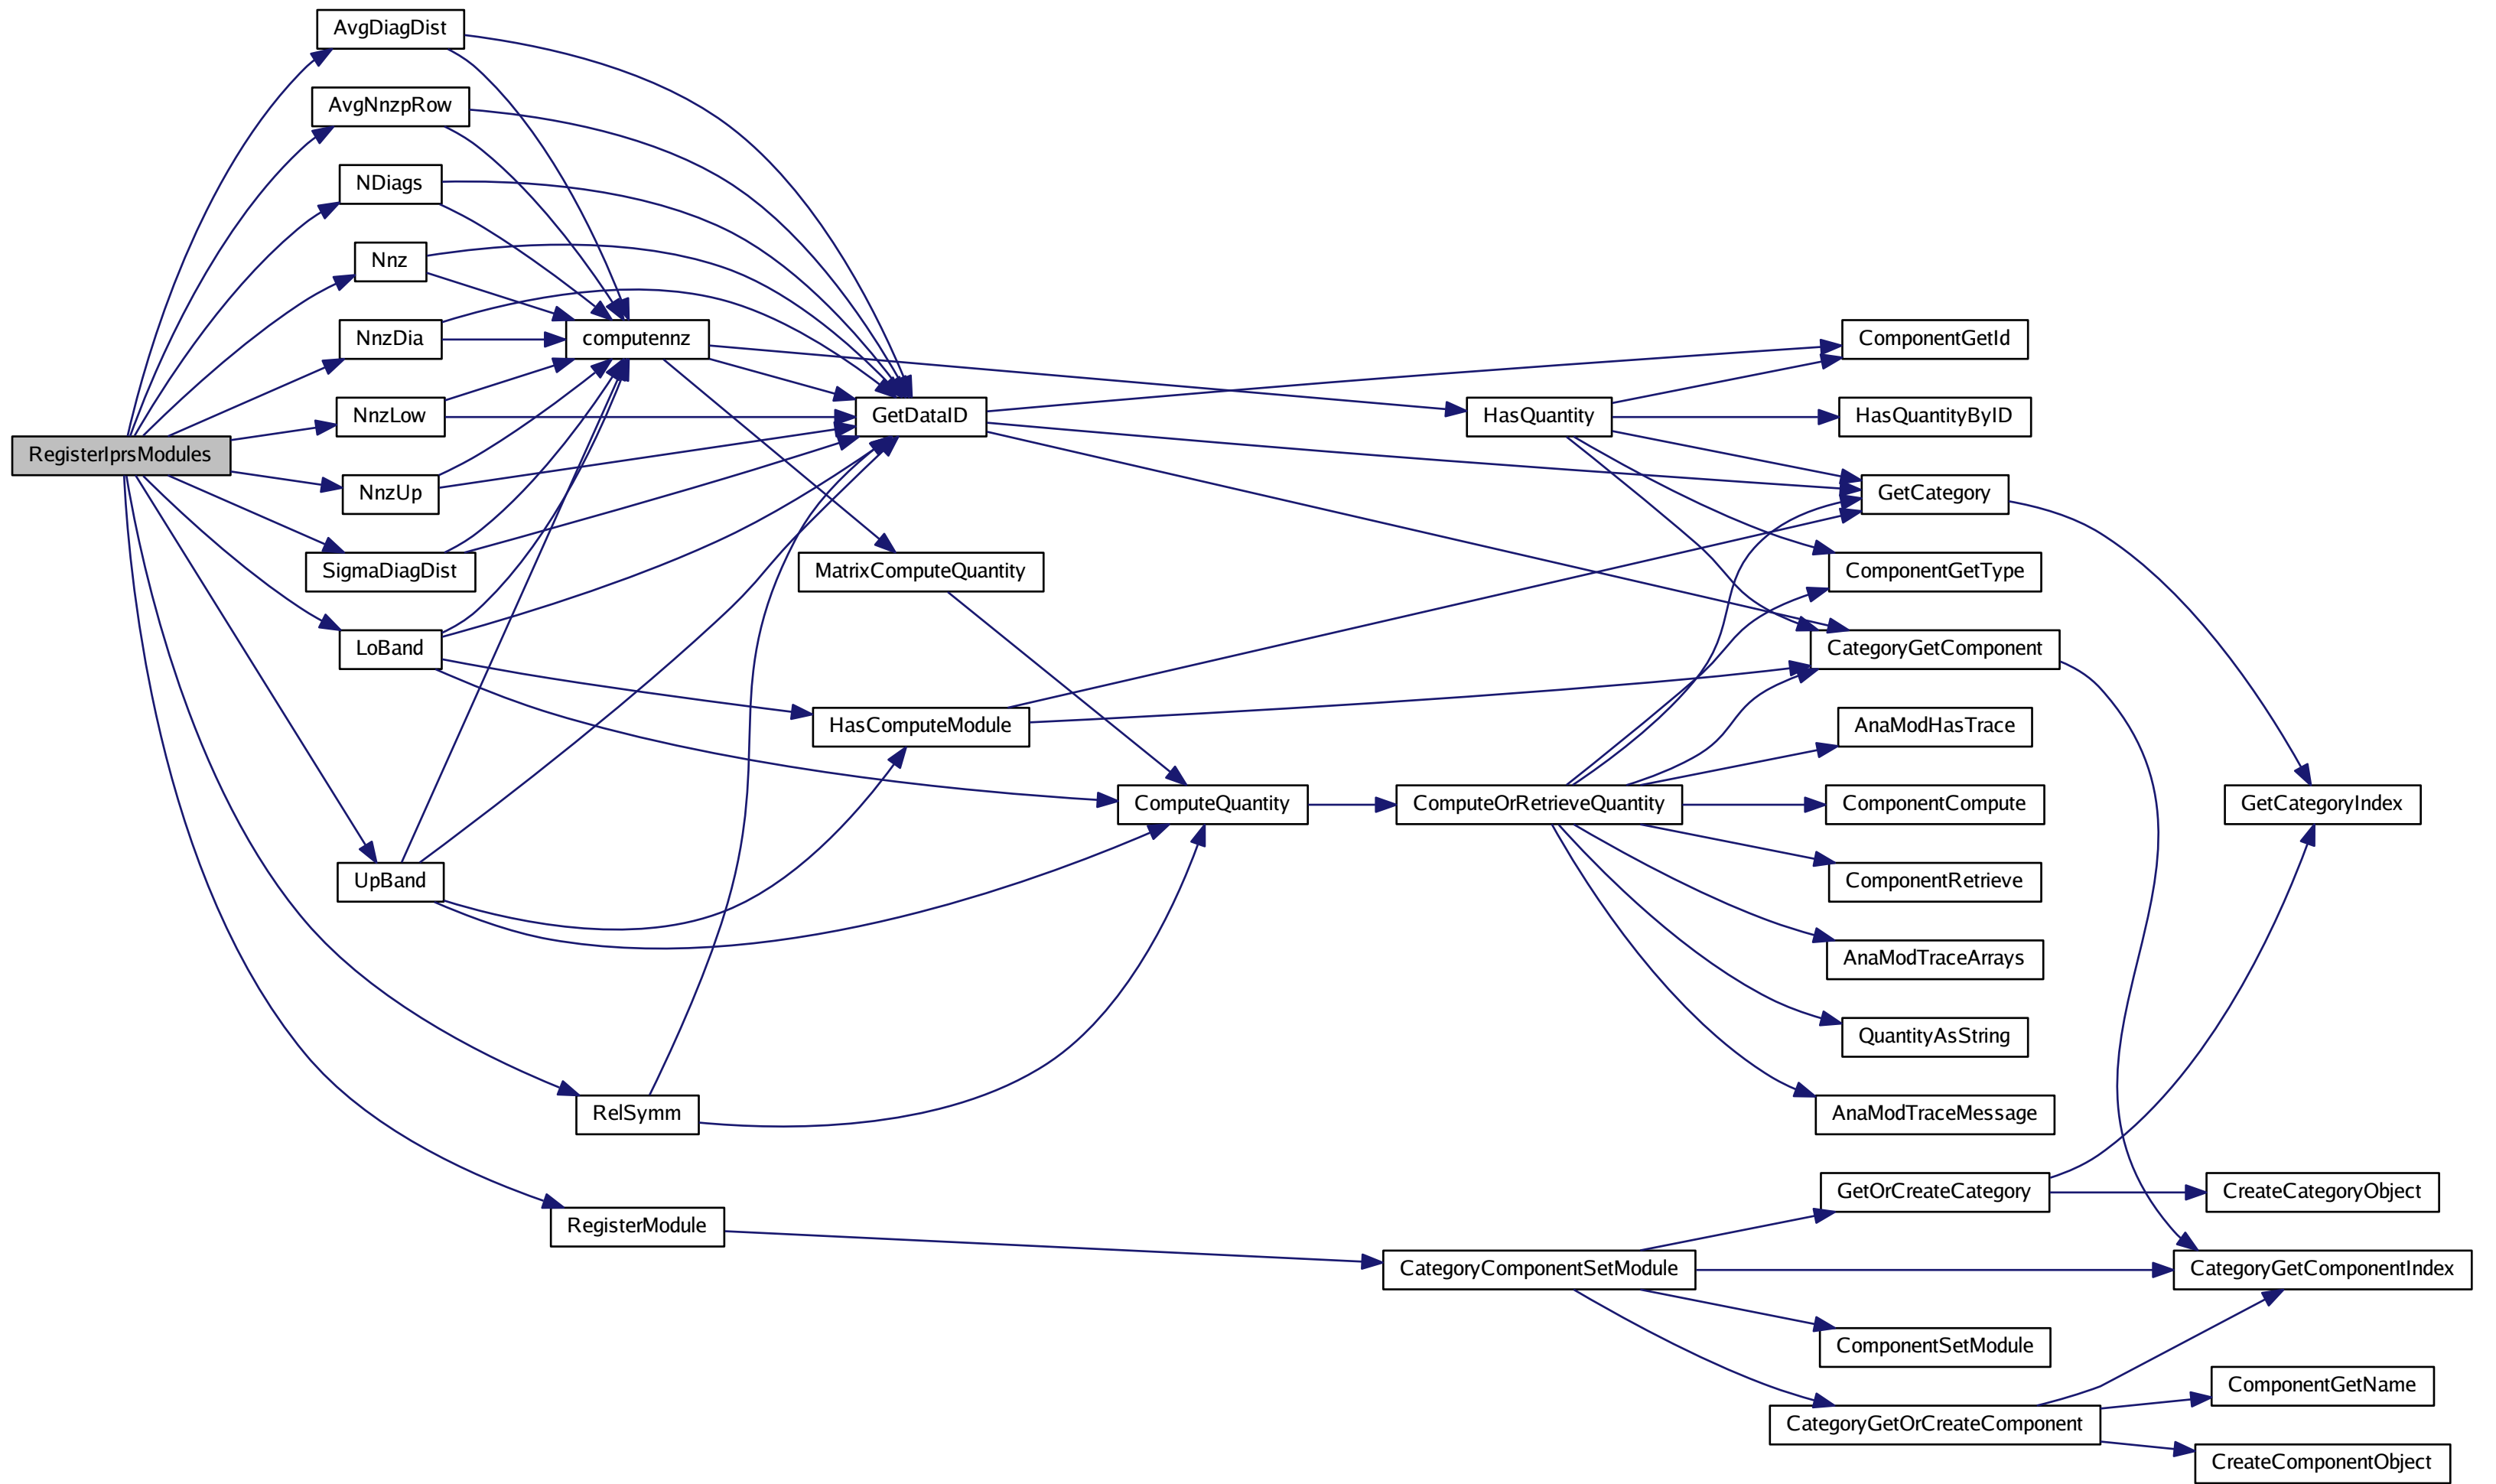 AvgDiagDist
AvgNnzpRow
NDiags
Nnz
NnzDia
computennz
ComponentGetId
NnzLow
GetDataID
HasQuantity
HasQuantityByID
RegisterIprsModules
NnzUp
GetCategory
SigmaDiagDist
MatrixComputeQuantity
ComponentGetType
LoBand
CategoryGetComponent
HasComputeModule
AnaModHasTrace
ComputeQuantity
ComputeOrRetrieveQuantity
ComponentCompute
GetCategoryIndex
UpBand
ComponentRetrieve
AnaModTraceArrays
QuantityAsString
RelSymm
AnaModTraceMessage
GetOrCreateCategory
CreateCategoryObject
RegisterModule
CategoryComponentSetModule
CategoryGetComponentIndex
ComponentSetModule
ComponentGetName
CategoryGetOrCreateComponent
CreateComponentObject